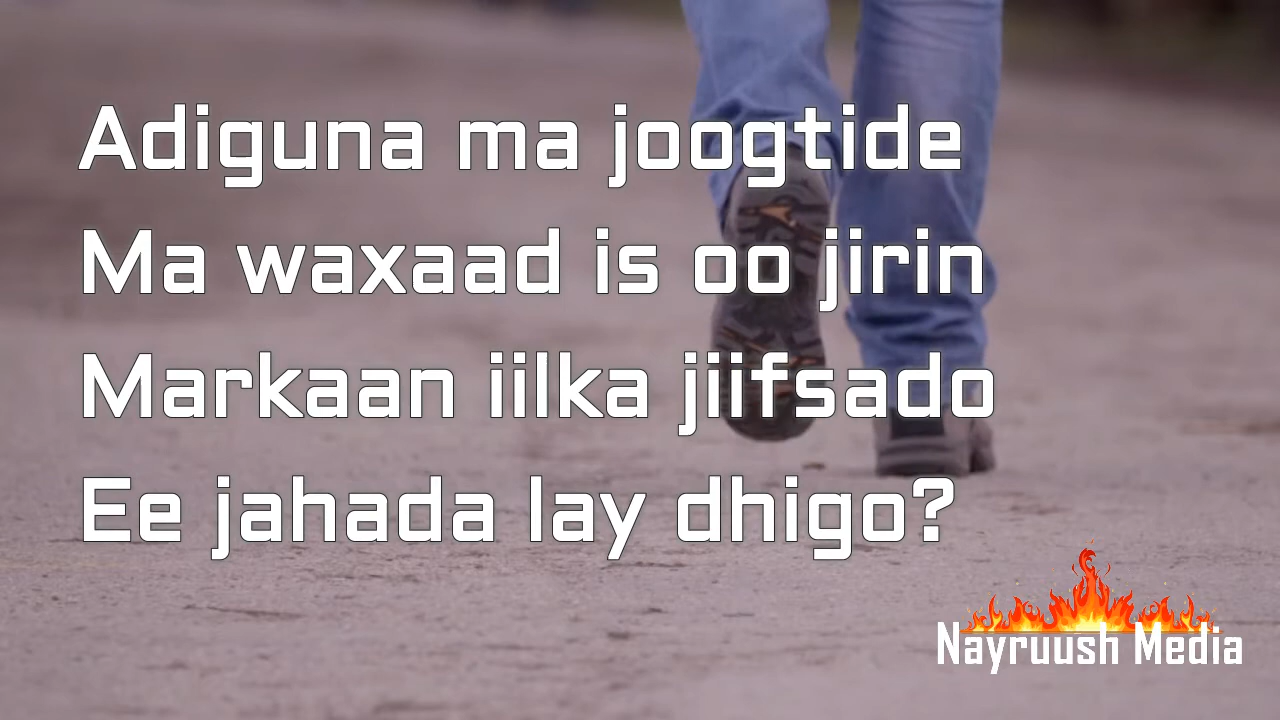 Adiguna ma joogtide
Ma waxaad is oo jirin
Markaan iilka jiifsado
Ee jahada lay dhigo?
Nayruush Media